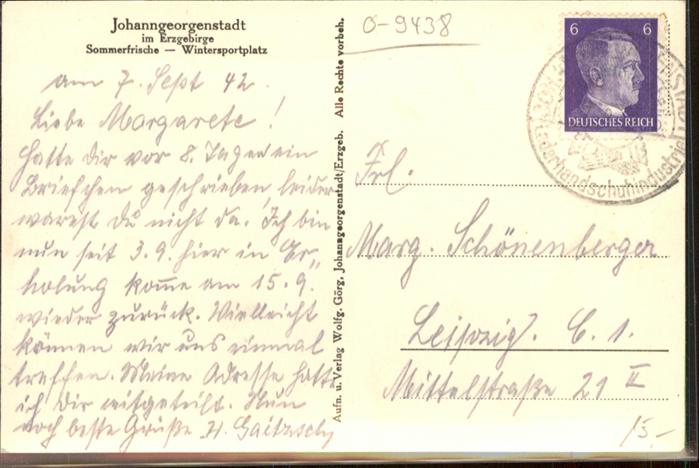 Johanngeorgenstadt
im Erzgebirge
Sommerfrische — Wintersportplatz
am 7. Sept 42.
Liebe Margarete!
Hatte Dir vor 8. Tagen ein
Briefchen geschrieben, leider
warest Du nicht da. Ich bin
nun seit 3.9. hier in "Er-
holung komme am 15.9.
wieder zurück. Vielleicht
können wir uns einmal
treffen. Meine Adresse hatte
ich Dir mitgeteilt. Nun
noch beste Grüße H.
Aufn. u. Verlag Wolfg. Görg, Johanngeorgenstadt/Erzgeb. Alle Rechte vorbeh.
0-9438
6 6
DEUTSCHES REICH
Lederhandschuhindustrie
Frl.
Marg. Schönenberger
Leipzig. C. 1.
Mittelstraße 21 II
15.-